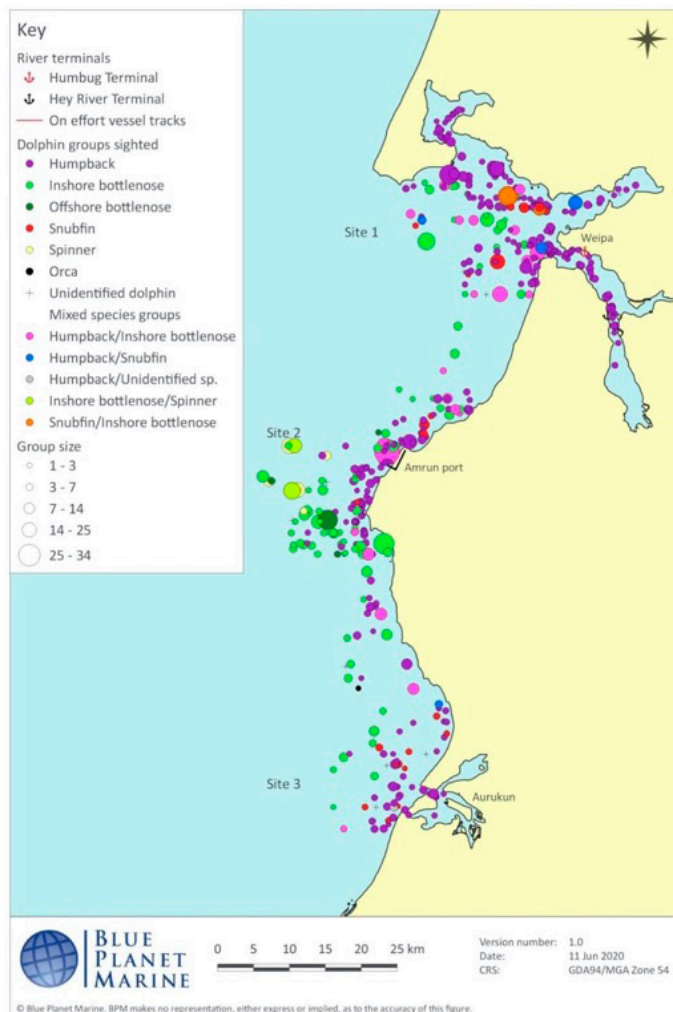 Key
River terminals
Humbug Terminal
Hey River Terminal
On effort vessel tracks
Dolphin groups sighted
Humpback
Inshore bottlenose
Offshore bottlenose
Snubfin
Spinner
Orca
Unidentified dolphin
Mixed species groups
Humpback/Inshore bottlenose
Humpback/Snubfin
Humpback/Unidentified sp.
Inshore bottlenose/Spinner
Snubfin/Inshore bottlenose
Group size
1 - 3
3 - 7
7 - 14
14 - 25
25 - 34
Site 1
Weipa
Site 2
Amrun port
Site 3
Aurukun
BLUE
PLANET
MARINE
0 5 10 15 20 25 km
Version number: 1.0
Date: 11 Jun 2020
CRS: GDA94/MGA Zone 54
© Blue Planet Marine. BPM makes no representation, either express or implied, as to the accuracy of this figure.